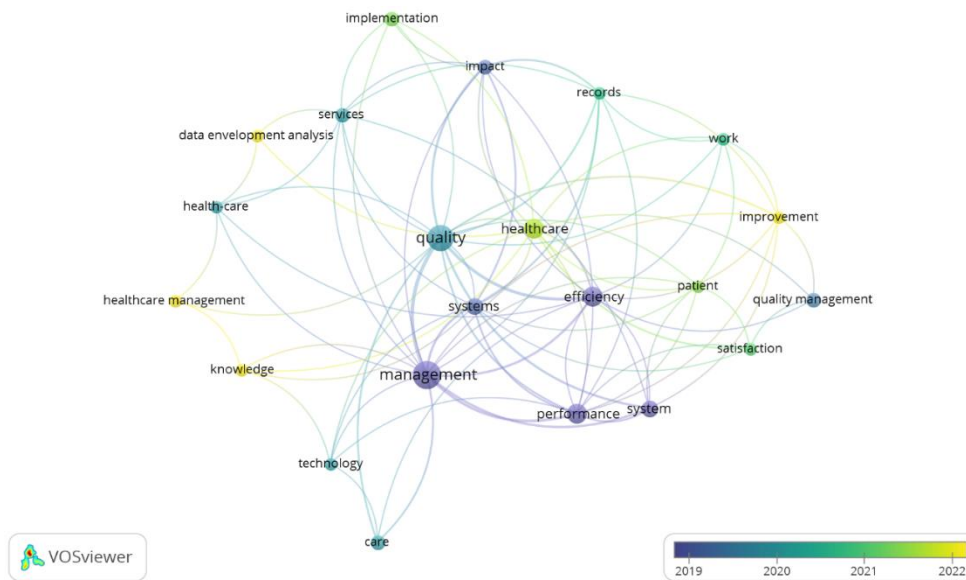 implementation
impact
records
services
data envelopment analysis
work
health-care
improvement
healthcare
quality
patient
efficiency
healthcare management
quality management
systems
satisfaction
knowledge
management
system
performance
technology
care
VOSviewer
2019 2020 2021 2022